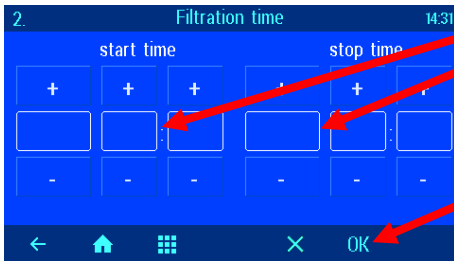 2. Filtration time 14:31
start time stop time
+ + + + + +
: :
- - - - - -
OK